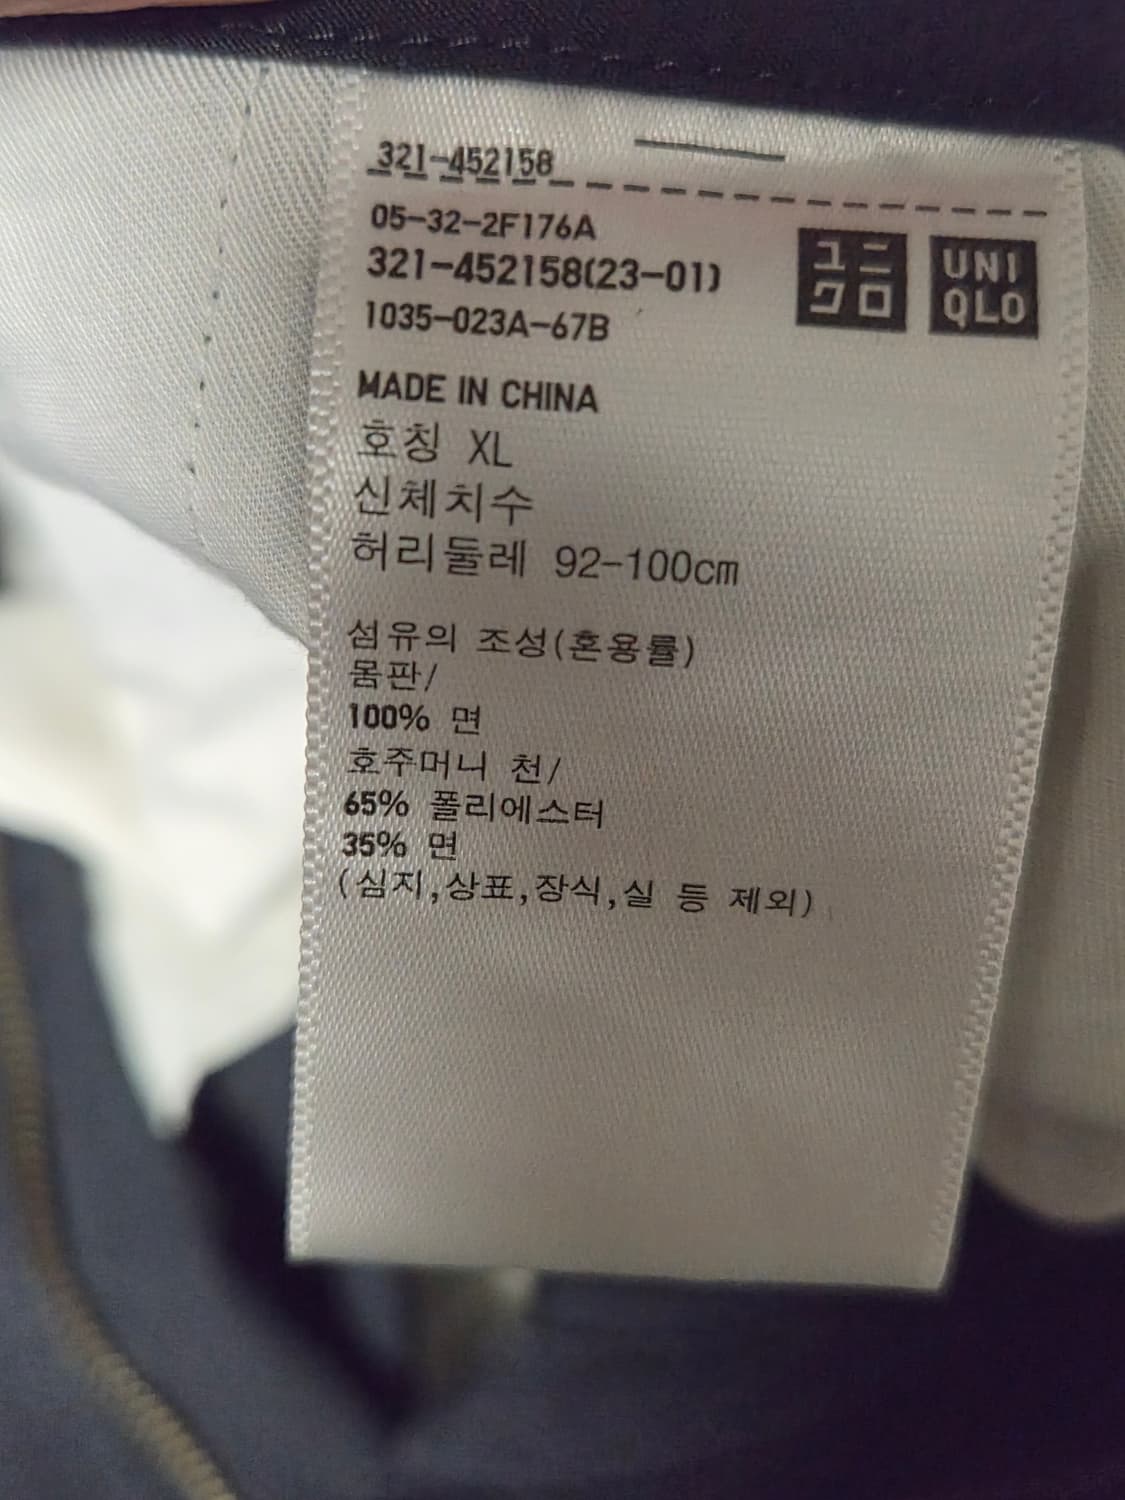 321-452158
05-32-2F176A
321-452158(23-01)
1035-023A-67B
ユニ
クロ
UNI
QLO
MADE IN CHINA
호칭 XL
신체치수
허리둘레 92-100cm
섬유의 조성(혼용률)
몸판/
100% 면
호주머니 천/
65% 폴리에스터
35% 면
(심지,상표,장식,실 등 제외)